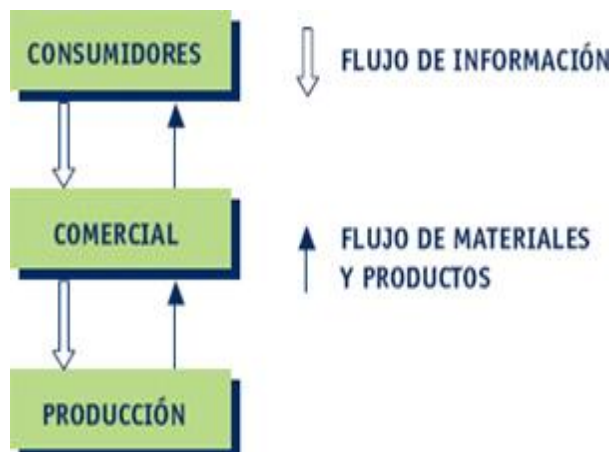 CONSUMIDORES
FLUJO DE INFORMACIÓN
COMERCIAL
FLUJO DE MATERIALES
Y PRODUCTOS
PRODUCCIÓN